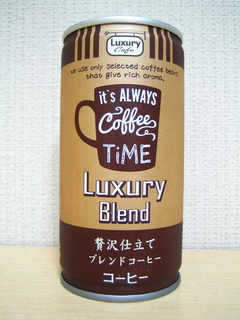 Luxury
Cafe
we use only selected coffee beans
that give rich aroma.
it's ALWAYS
Coffee
TiME
Luxury
Blend
贅沢仕立て
ブレンドコーヒー
コーヒー